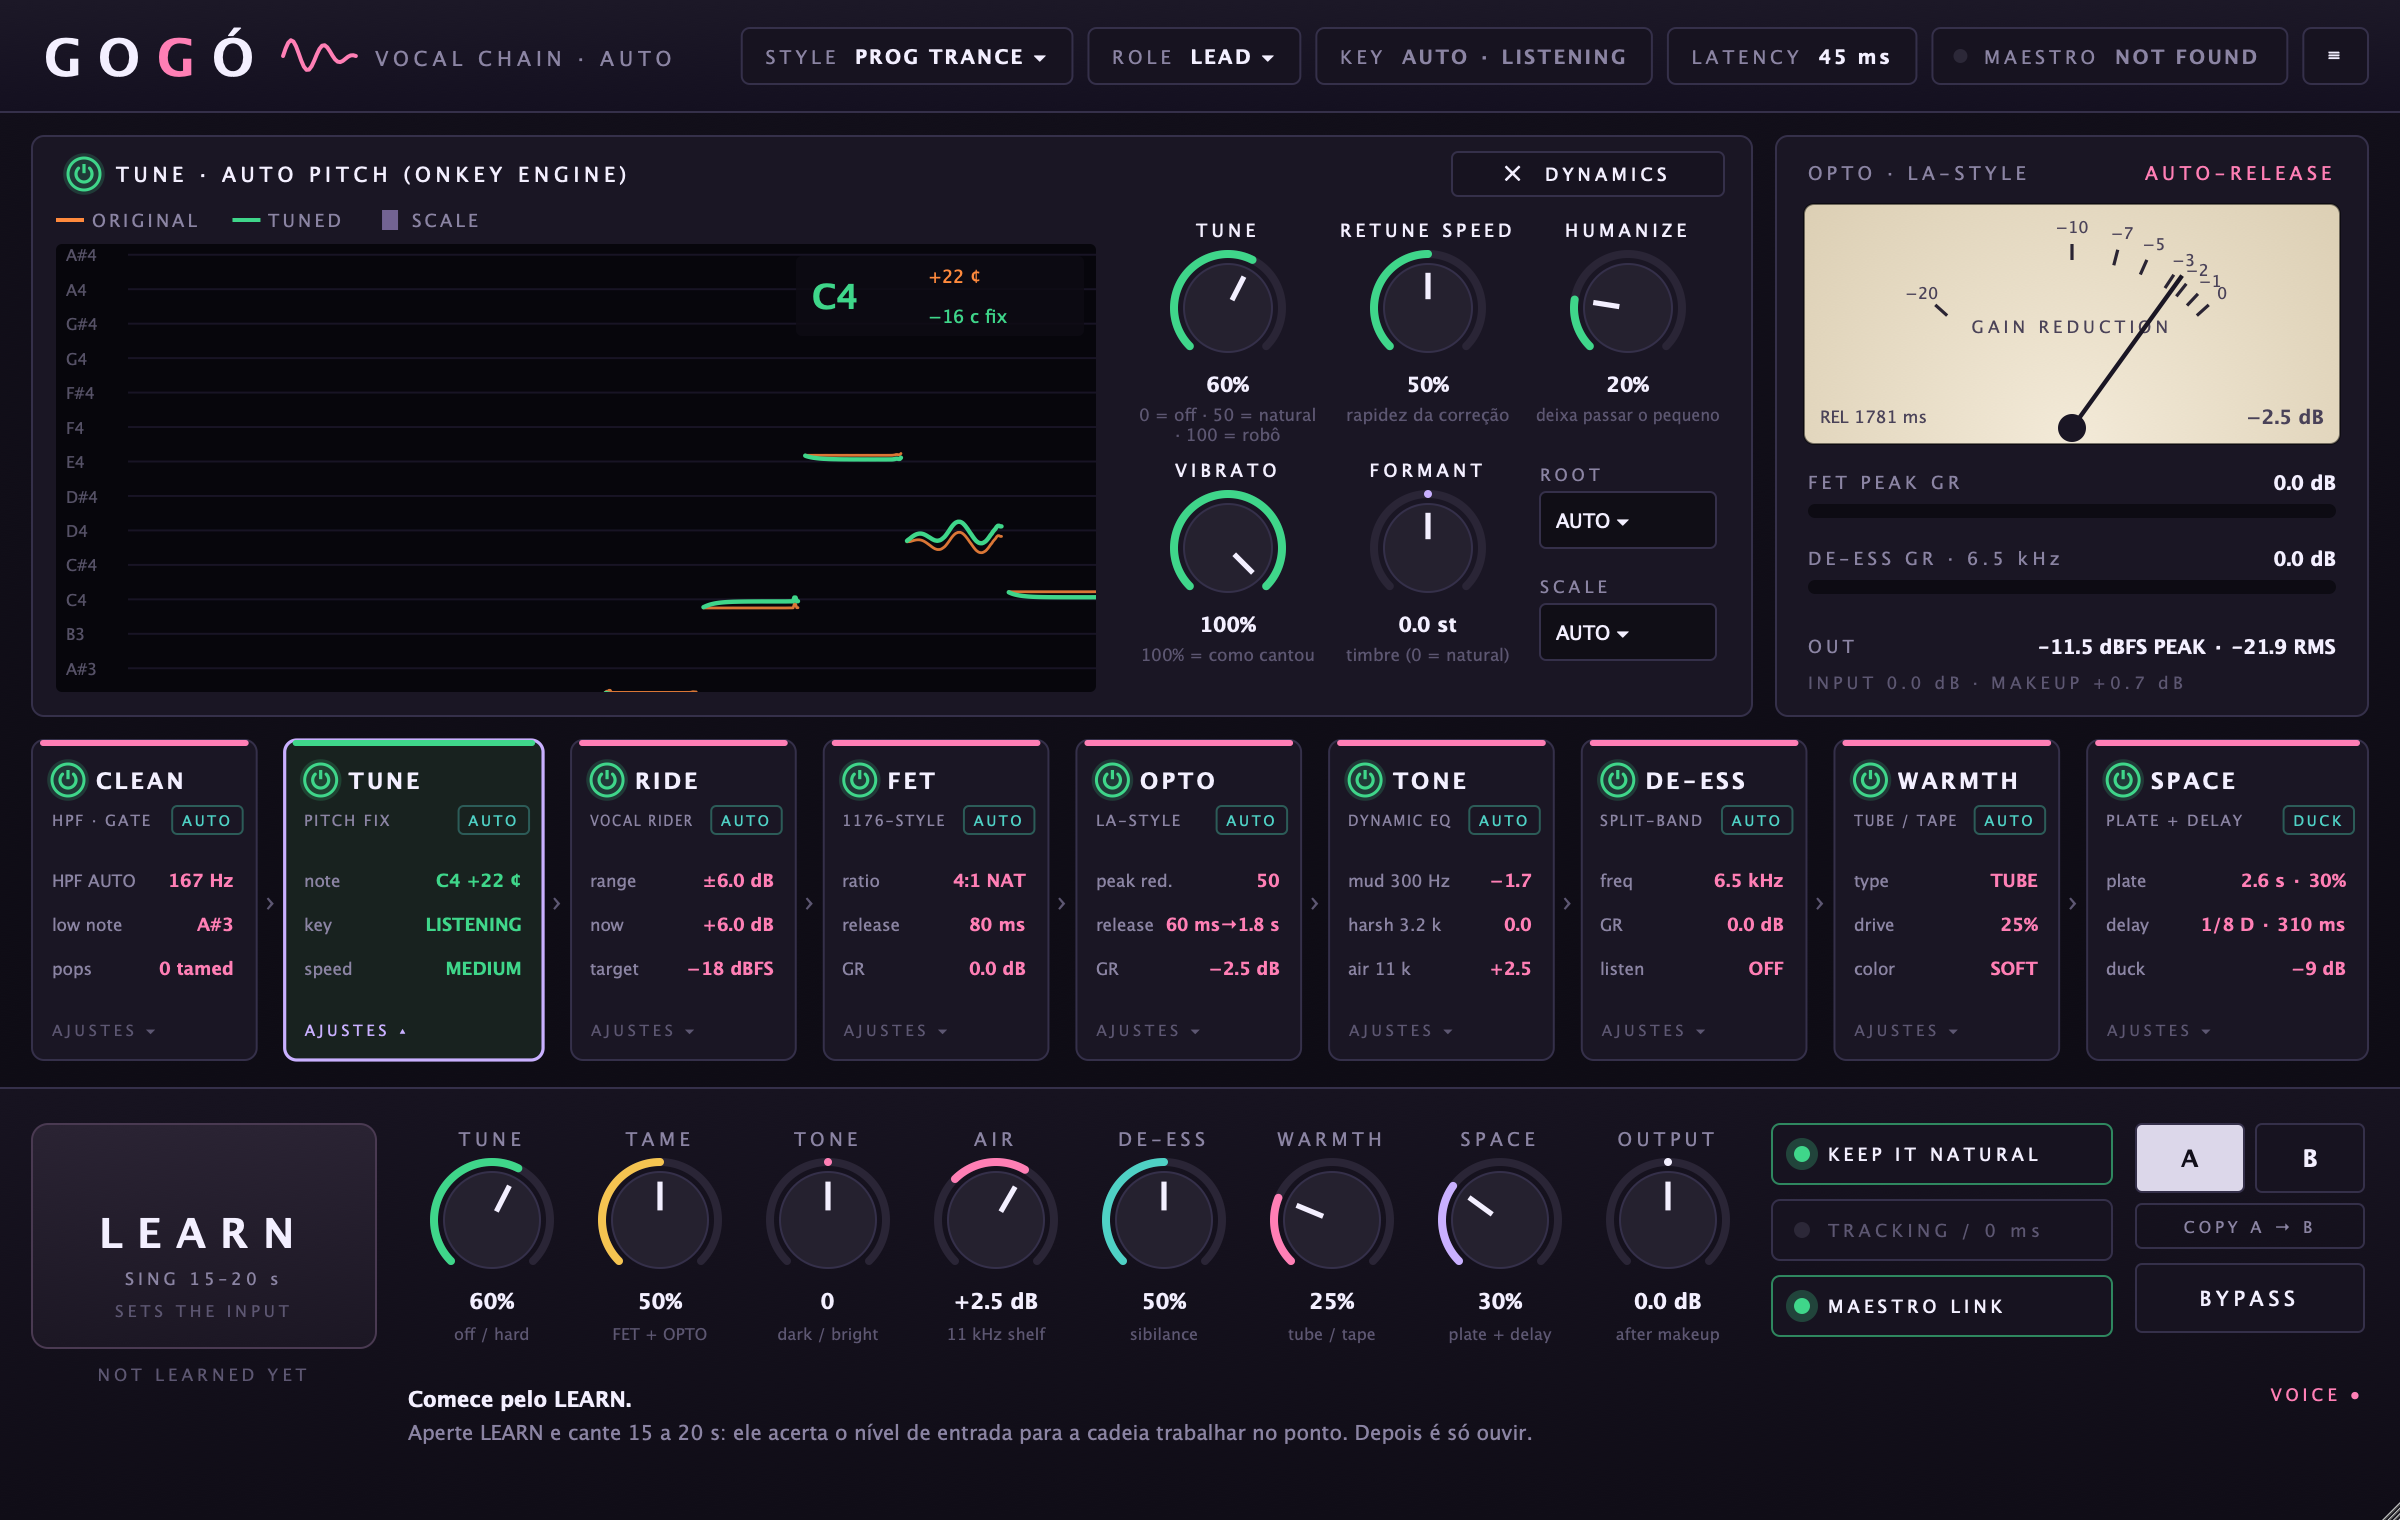 GOGÓ VOCAL CHAIN · AUTO STYLE PROG TRANCE ROLE LEAD KEY AUTO · LISTENING LATENCY 45 ms MAESTRO NOT FOUND
TUNE · AUTO PITCH (ONKEY ENGINE)
× DYNAMICS
ORIGINAL TUNED SCALE
A#4
A4
G#4
G4
F#4
F4
E4
D#4
D4
C#4
C4
B3
A#3
C4
+22 ¢
−16 c fix
TUNE RETUNE SPEED HUMANIZE
60% 50% 20%
0 = off · 50 = natural
· 100 = robô
rapidez da correção
deixa passar o pequeno
VIBRATO FORMANT
100% 0.0 st
100% = como cantou
timbre (0 = natural)
ROOT
AUTO
SCALE
AUTO
OPTO · LA-STYLE AUTO-RELEASE
−20 −10 −7 −5 −3 −2 −1 0
GAIN REDUCTION
REL 1781 ms −2.5 dB
FET PEAK GR 0.0 dB
DE-ESS GR · 6.5 kHz 0.0 dB
OUT −11.5 dBFS PEAK · −21.9 RMS
INPUT 0.0 dB · MAKEUP +0.7 dB
CLEAN
HPF · GATE AUTO
HPF AUTO 167 Hz
low note A#3
pops 0 tamed
AJUSTES
TUNE
PITCH FIX AUTO
note C4 +22 ¢
key LISTENING
speed MEDIUM
AJUSTES
RIDE
VOCAL RIDER AUTO
range ±6.0 dB
now +6.0 dB
target −18 dBFS
AJUSTES
FET
1176-STYLE AUTO
ratio 4:1 NAT
release 80 ms
GR 0.0 dB
AJUSTES
OPTO
LA-STYLE AUTO
peak red. 50
release 60 ms→1.8 s
GR −2.5 dB
AJUSTES
TONE
DYNAMIC EQ AUTO
mud 300 Hz −1.7
harsh 3.2 k 0.0
air 11 k +2.5
AJUSTES
DE-ESS
SPLIT-BAND AUTO
freq 6.5 kHz
GR 0.0 dB
listen OFF
AJUSTES
WARMTH
TUBE / TAPE AUTO
type TUBE
drive 25%
color SOFT
AJUSTES
SPACE
PLATE + DELAY DUCK
plate 2.6 s · 30%
delay 1/8 D · 310 ms
duck −9 dB
AJUSTES
LEARN
SING 15-20 s
SETS THE INPUT
NOT LEARNED YET
TUNE TAME TONE AIR DE-ESS WARMTH SPACE OUTPUT
60% 50% 0 +2.5 dB 50% 25% 30% 0.0 dB
off / hard FET + OPTO dark / bright 11 kHz shelf sibilance tube / tape plate + delay after makeup
KEEP IT NATURAL
TRACKING / 0 ms
MAESTRO LINK
A B
COPY A → B
BYPASS
Comece pelo LEARN.
Aperte LEARN e cante 15 a 20 s: ele acerta o nível de entrada para a cadeia trabalhar no ponto. Depois é só ouvir.
VOICE